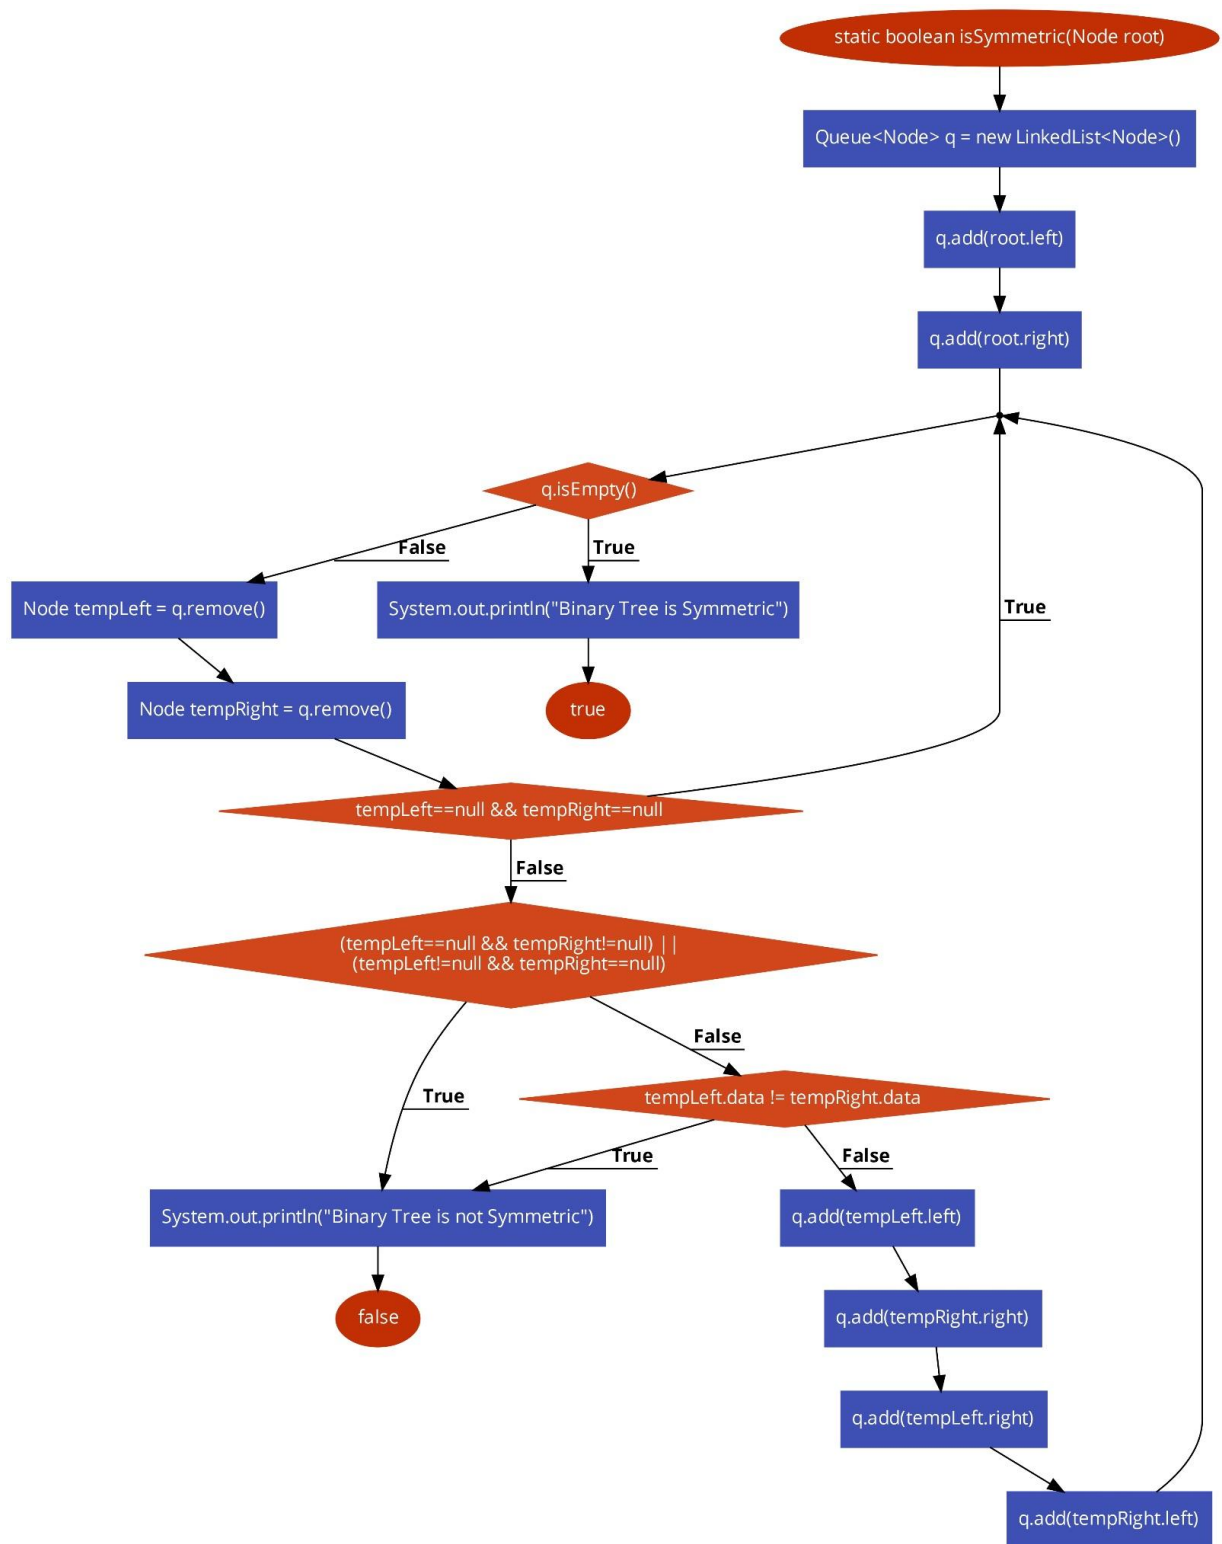 static boolean isSymmetric(Node root)
Queue<Node> q = new LinkedList<Node>()
q.add(root.left)
q.add(root.right)
q.isEmpty()
False
True
Node tempLeft = q.remove()
System.out.println("Binary Tree is Symmetric")
True
Node tempRight = q.remove()
true
tempLeft==null && tempRight==null
False
(tempLeft==null && tempRight!=null) ||
(tempLeft!=null && tempRight==null)
False
True
tempLeft.data != tempRight.data
True
False
System.out.println("Binary Tree is not Symmetric")
q.add(tempLeft.left)
false
q.add(tempRight.right)
q.add(tempLeft.right)
q.add(tempRight.left)